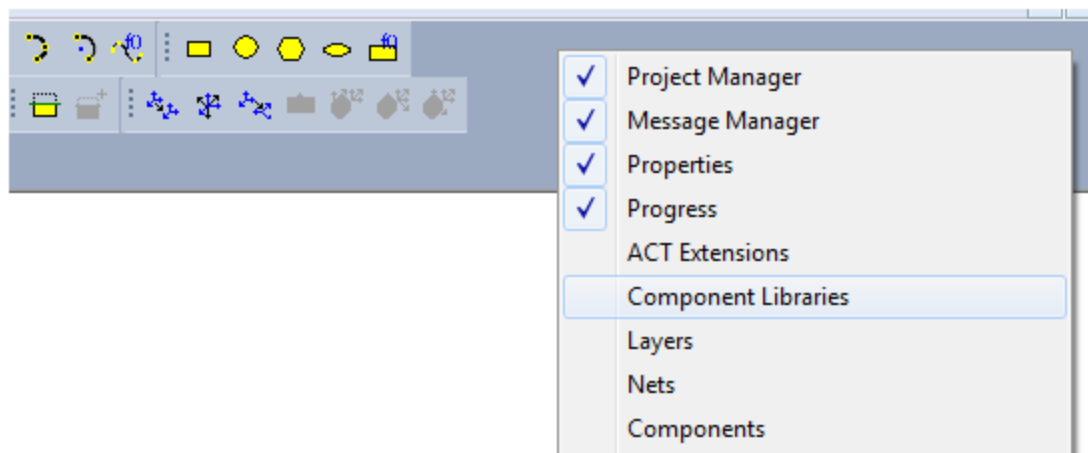 Project Manager
Message Manager
Properties
Progress
ACT Extensions
Component Libraries
Layers
Nets
Components